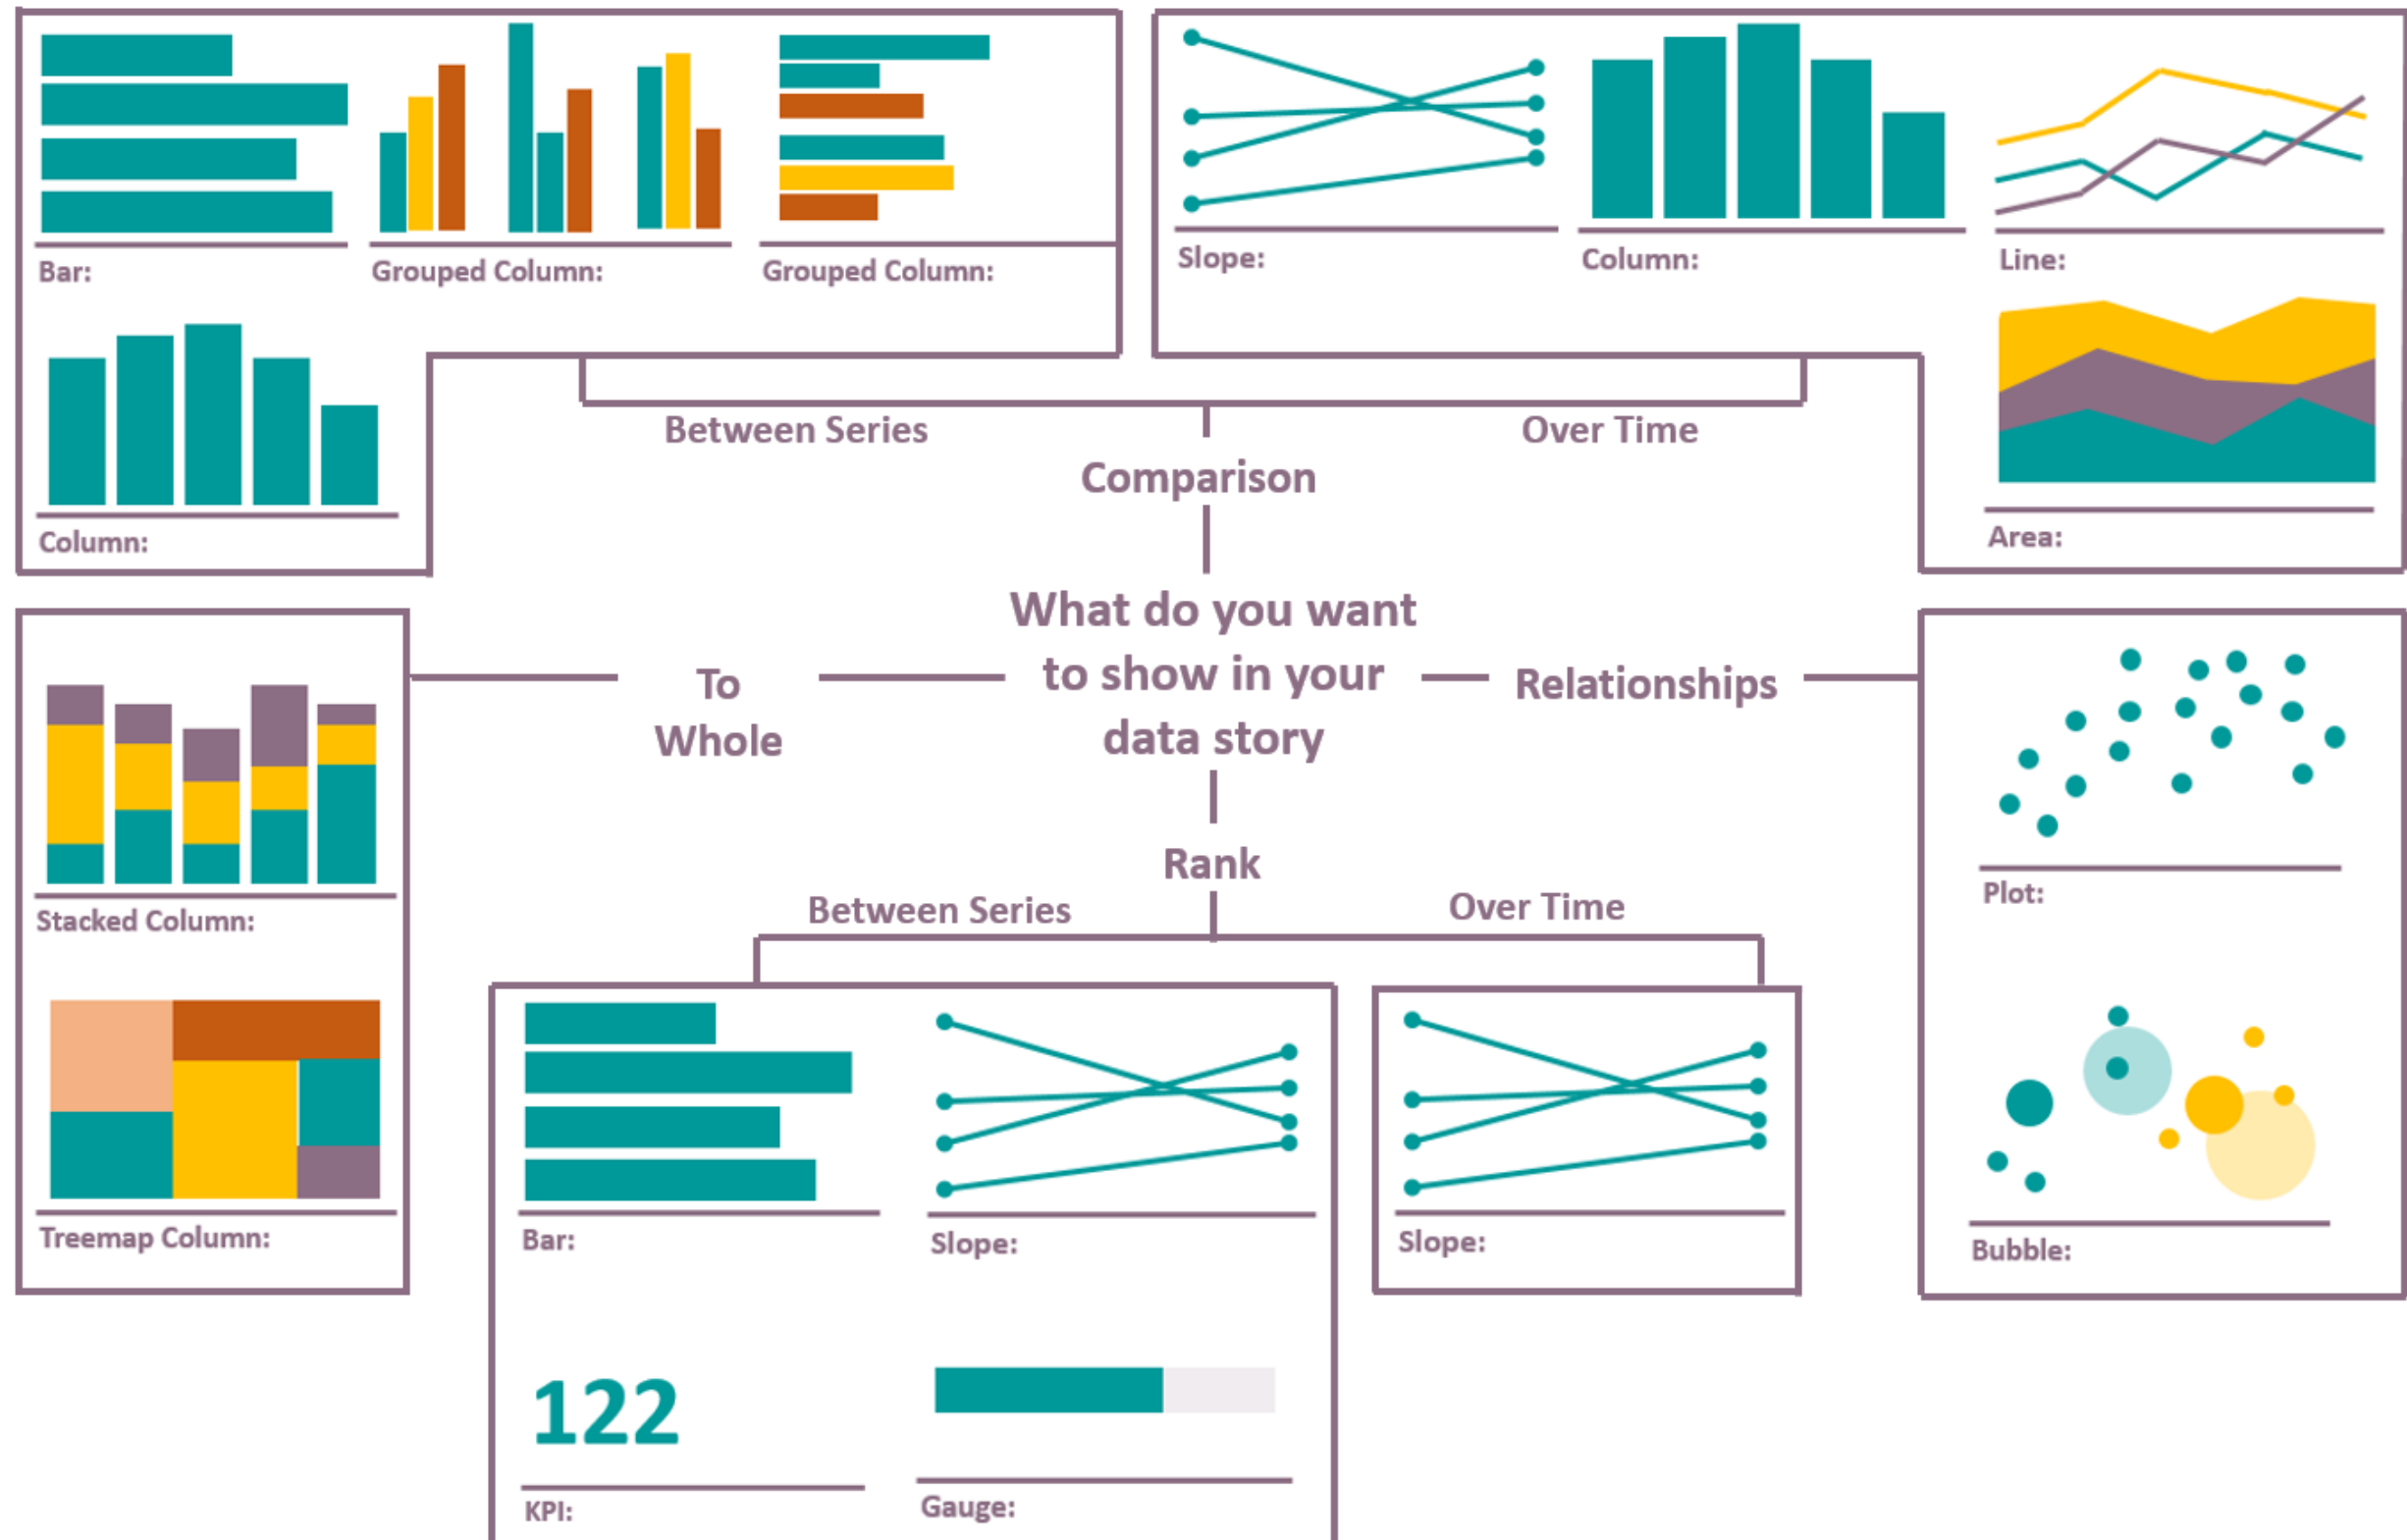 Bar:
Grouped Column:
Grouped Column:
Column:
Slope:
Column:
Line:
Area:
Between Series
Over Time
Comparison
What do you want
to show in your
data story
To
Whole
Relationships
Rank
Between Series
Over Time
Stacked Column:
Treemap Column:
Bar:
Slope:
122
KPI:
Gauge:
Slope:
Plot:
Bubble: